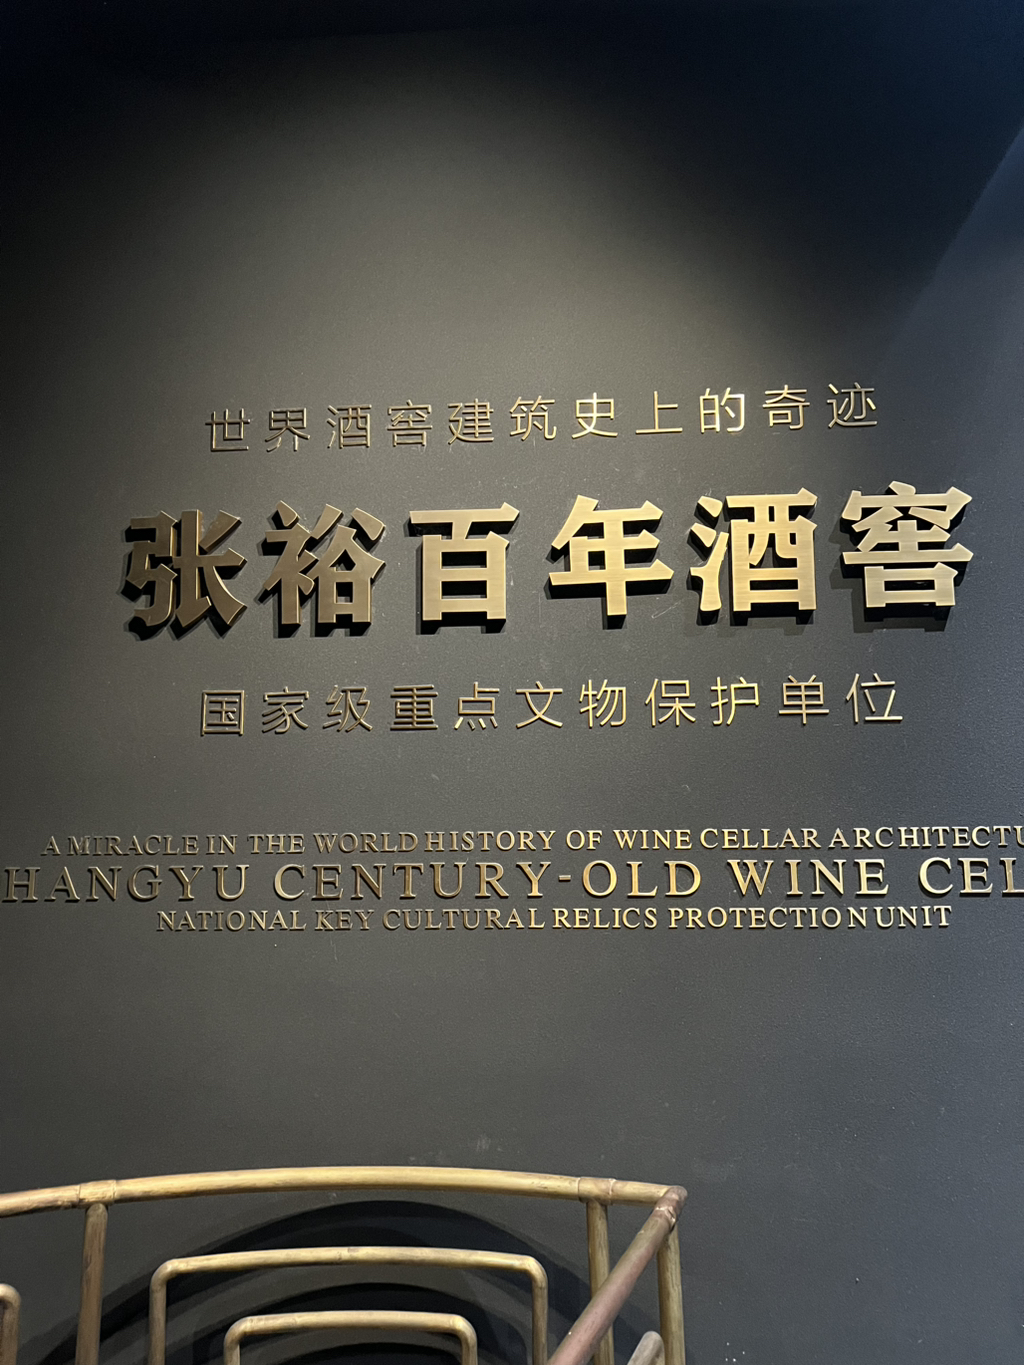 世界酒窖建筑史上的奇迹
张裕百年酒窖
国家级重点文物保护单位
A MIRACLE IN THE WORLD HISTORY OF WINE CELLAR ARCHITECTU
HANGYU CENTURY-OLD WINE CEL
NATIONAL KEY CULTURAL RELICS PROTECTION UNIT